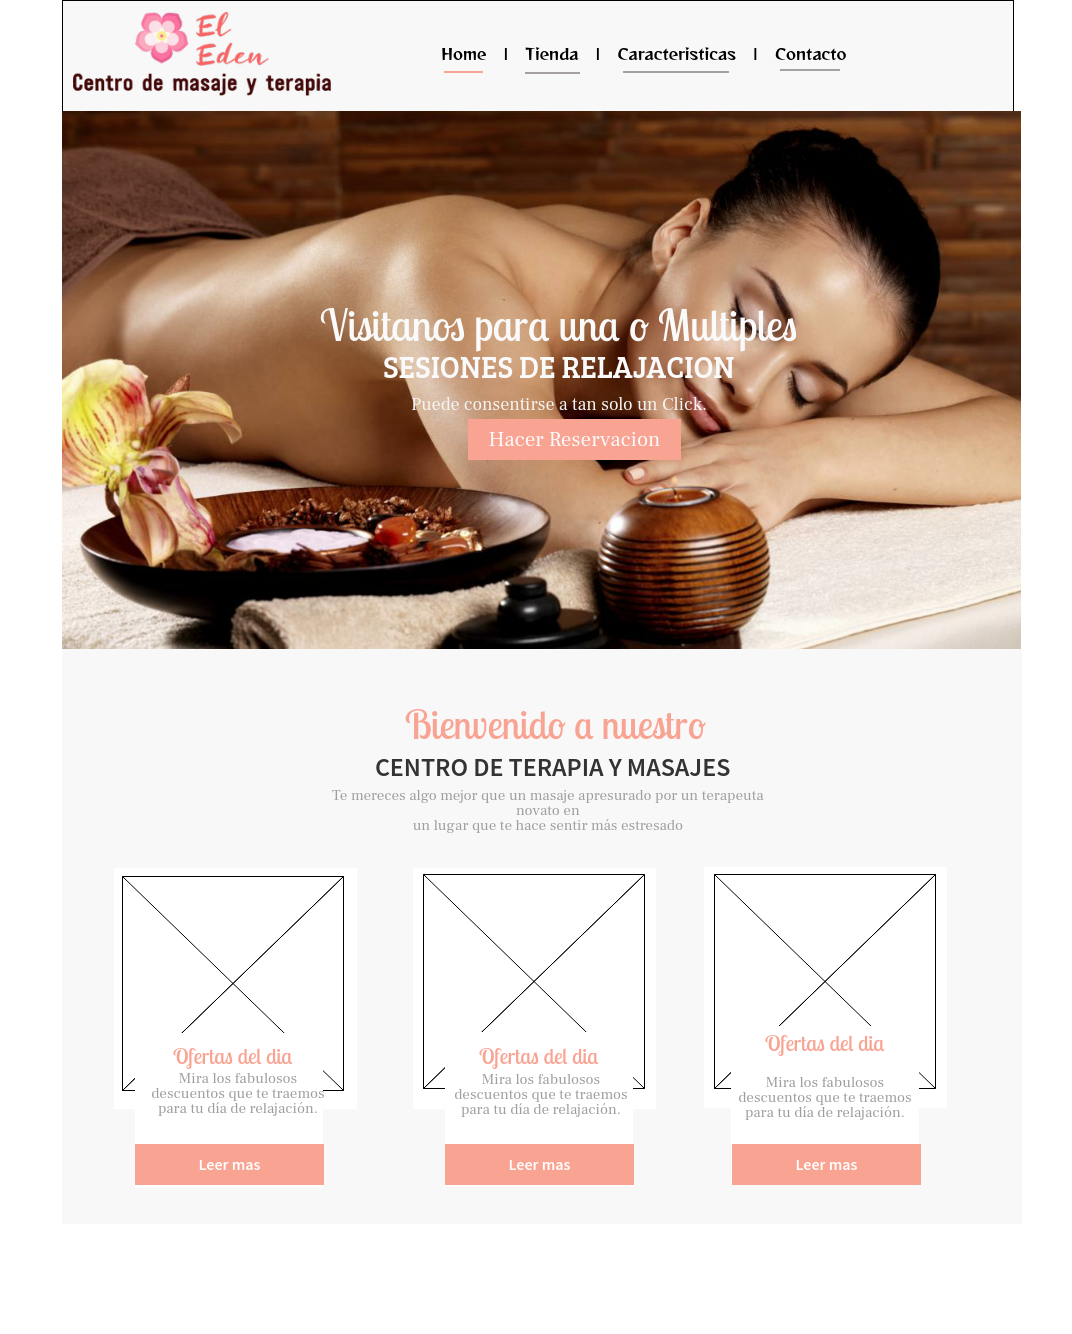 El
Eden
Centro de masaje y terapia
Home | Tienda | Caracteristicas | Contacto
Visitanos para una o Multiples
SESIONES DE RELAJACION
Puede consentirse a tan solo un Click.
Hacer Reservacion
Bienvenido a nuestro
CENTRO DE TERAPIA Y MASAJES
Te mereces algo mejor que un masaje apresurado por un terapeuta
novato en
un lugar que te hace sentir más estresado
Ofertas del dia
Mira los fabulosos
descuentos que te traemos
para tu día de relajación.
Leer mas
Ofertas del dia
Mira los fabulosos
descuentos que te traemos
para tu día de relajación.
Leer mas
Ofertas del dia
Mira los fabulosos
descuentos que te traemos
para tu día de relajación.
Leer mas